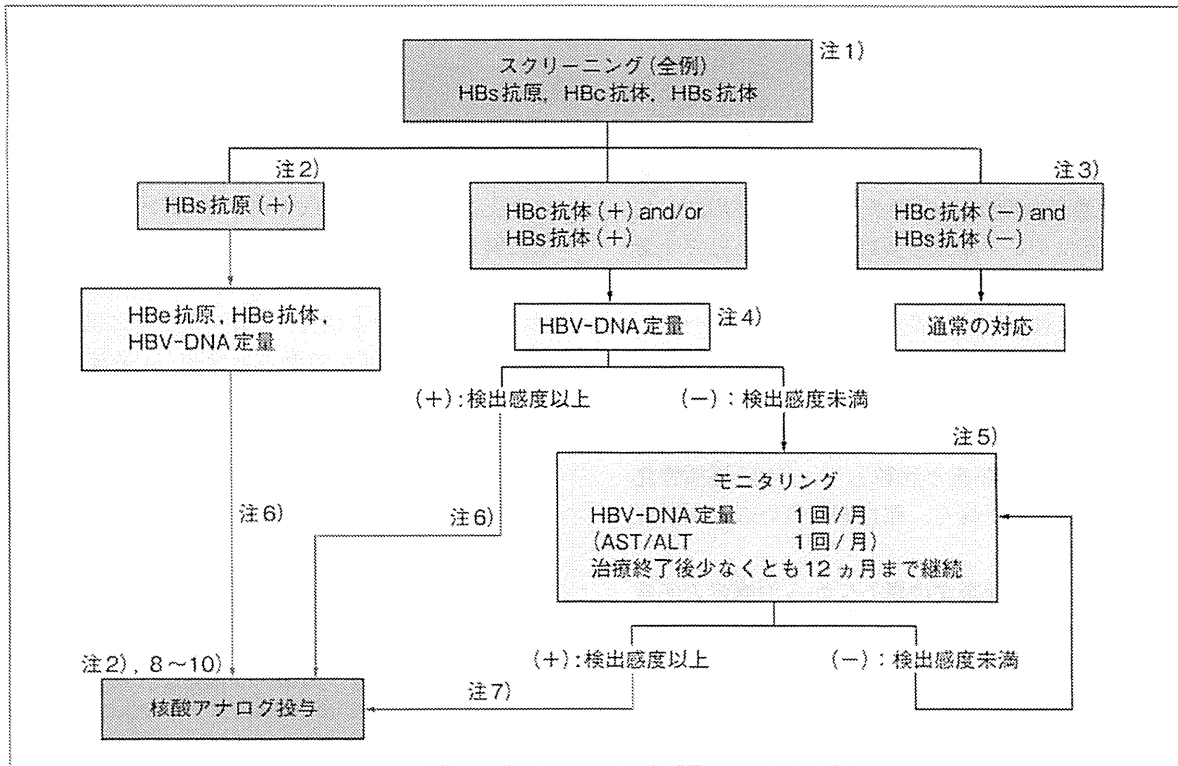 注1)
スクリーニング(全例)
HBs抗原, HBc抗体, HBs抗体
注2)
HBs抗原(+)
HBc抗体(+)and/or
HBs抗体(+)
注3)
HBc抗体(-)and
HBs抗体(-)
HBe抗原, HBe抗体,
HBV-DNA定量
HBV-DNA定量
注4)
通常の対応
(+):検出感度以上
(-):検出感度未満
注5)
モニタリング
HBV-DNA定量 1回/月
(AST/ALT 1回/月)
治療終了後少なくとも12ヵ月まで継続
注6)
注6)
(+):検出感度以上
(-):検出感度未満
注2), 8~10)
注7)
核酸アナログ投与